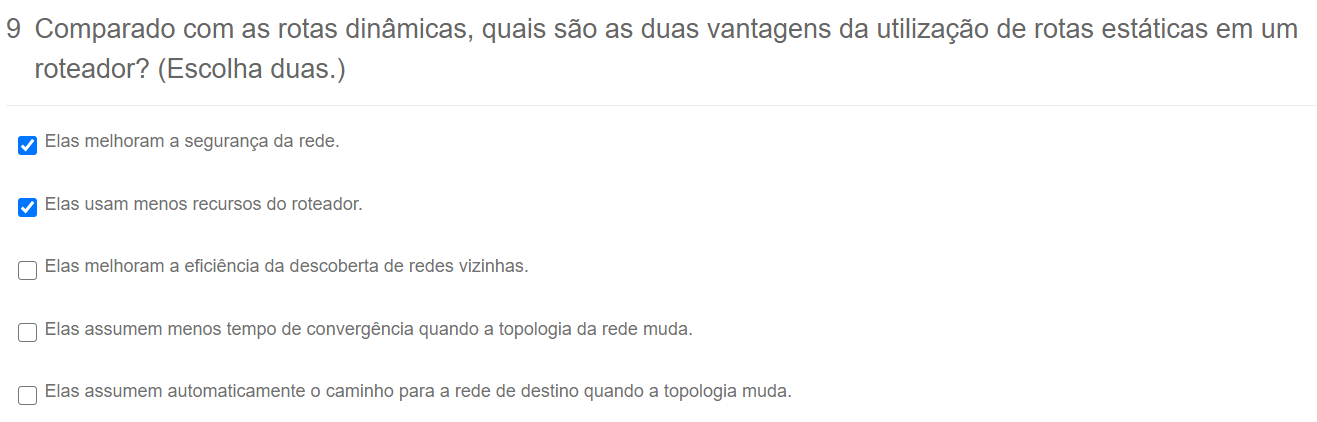 9 Comparado com as rotas dinâmicas, quais são as duas vantagens da utilização de rotas estáticas em um
roteador? (Escolha duas.)
Elas melhoram a segurança da rede.
Elas usam menos recursos do roteador.
Elas melhoram a eficiência da descoberta de redes vizinhas.
Elas assumem menos tempo de convergência quando a topologia da rede muda.
Elas assumem automaticamente o caminho para a rede de destino quando a topologia muda.